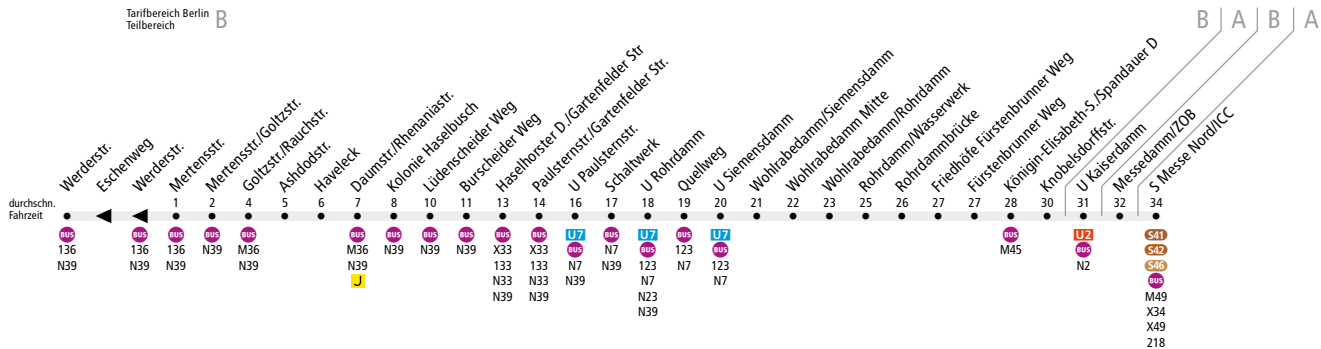 Tarifbereich Berlin B
Teilbereich
B A B A
Werderstr.
Eschenweg
Werderstr.
Mertensstr.
Mertensstr./Goltzstr.
Goltzstr./Rauchstr.
Ashdodstr.
Haveleck
Daumstr./Rhenaniastr.
Kolonie Haselbusch
Lüdenscheider Weg
Burscheider Weg
Haselhorster D./Gartenfelder Str
Paulsternstr./Gartenfelder Str.
U Paulsternstr.
Schaltwerk
U Rohrdamm
Quellweg
U Siemensdamm
Wohlrabedamm/Siemensdamm
Wohlrabedamm Mitte
Wohlrabedamm/Rohrdamm
Rohrdamm/Wasserwerk
Rohrdammbrücke
Friedhöfe Fürstenbrunner Weg
Fürstenbrunner Weg
Königin-Elisabeth-S./Spandauer D
Knobelsdorffstr.
U Kaiserdamm
Messedamm/ZOB
S Messe Nord/ICC
durchschn.
Fahrzeit
1 2 4 5 6 7 8 10 11 13 14 16 17 18 19 20 21 22 23 25 26 27 27 28 30 31 32 34
BUS
136
N39
BUS
136
N39
BUS
136
N39
BUS
N39
BUS
M36
N39
BUS
M36
N39
J
BUS
N39
BUS
N39
BUS
N39
BUS
X33
133
N33
N39
BUS
X33
133
N33
N39
U7
BUS
N7
N39
BUS
N7
N39
U7
BUS
123
N7
N23
N39
BUS
123
N7
U7
BUS
123
N7
BUS
M45
U2
BUS
N2
S41
S42
S46
BUS
M49
X34
X49
218